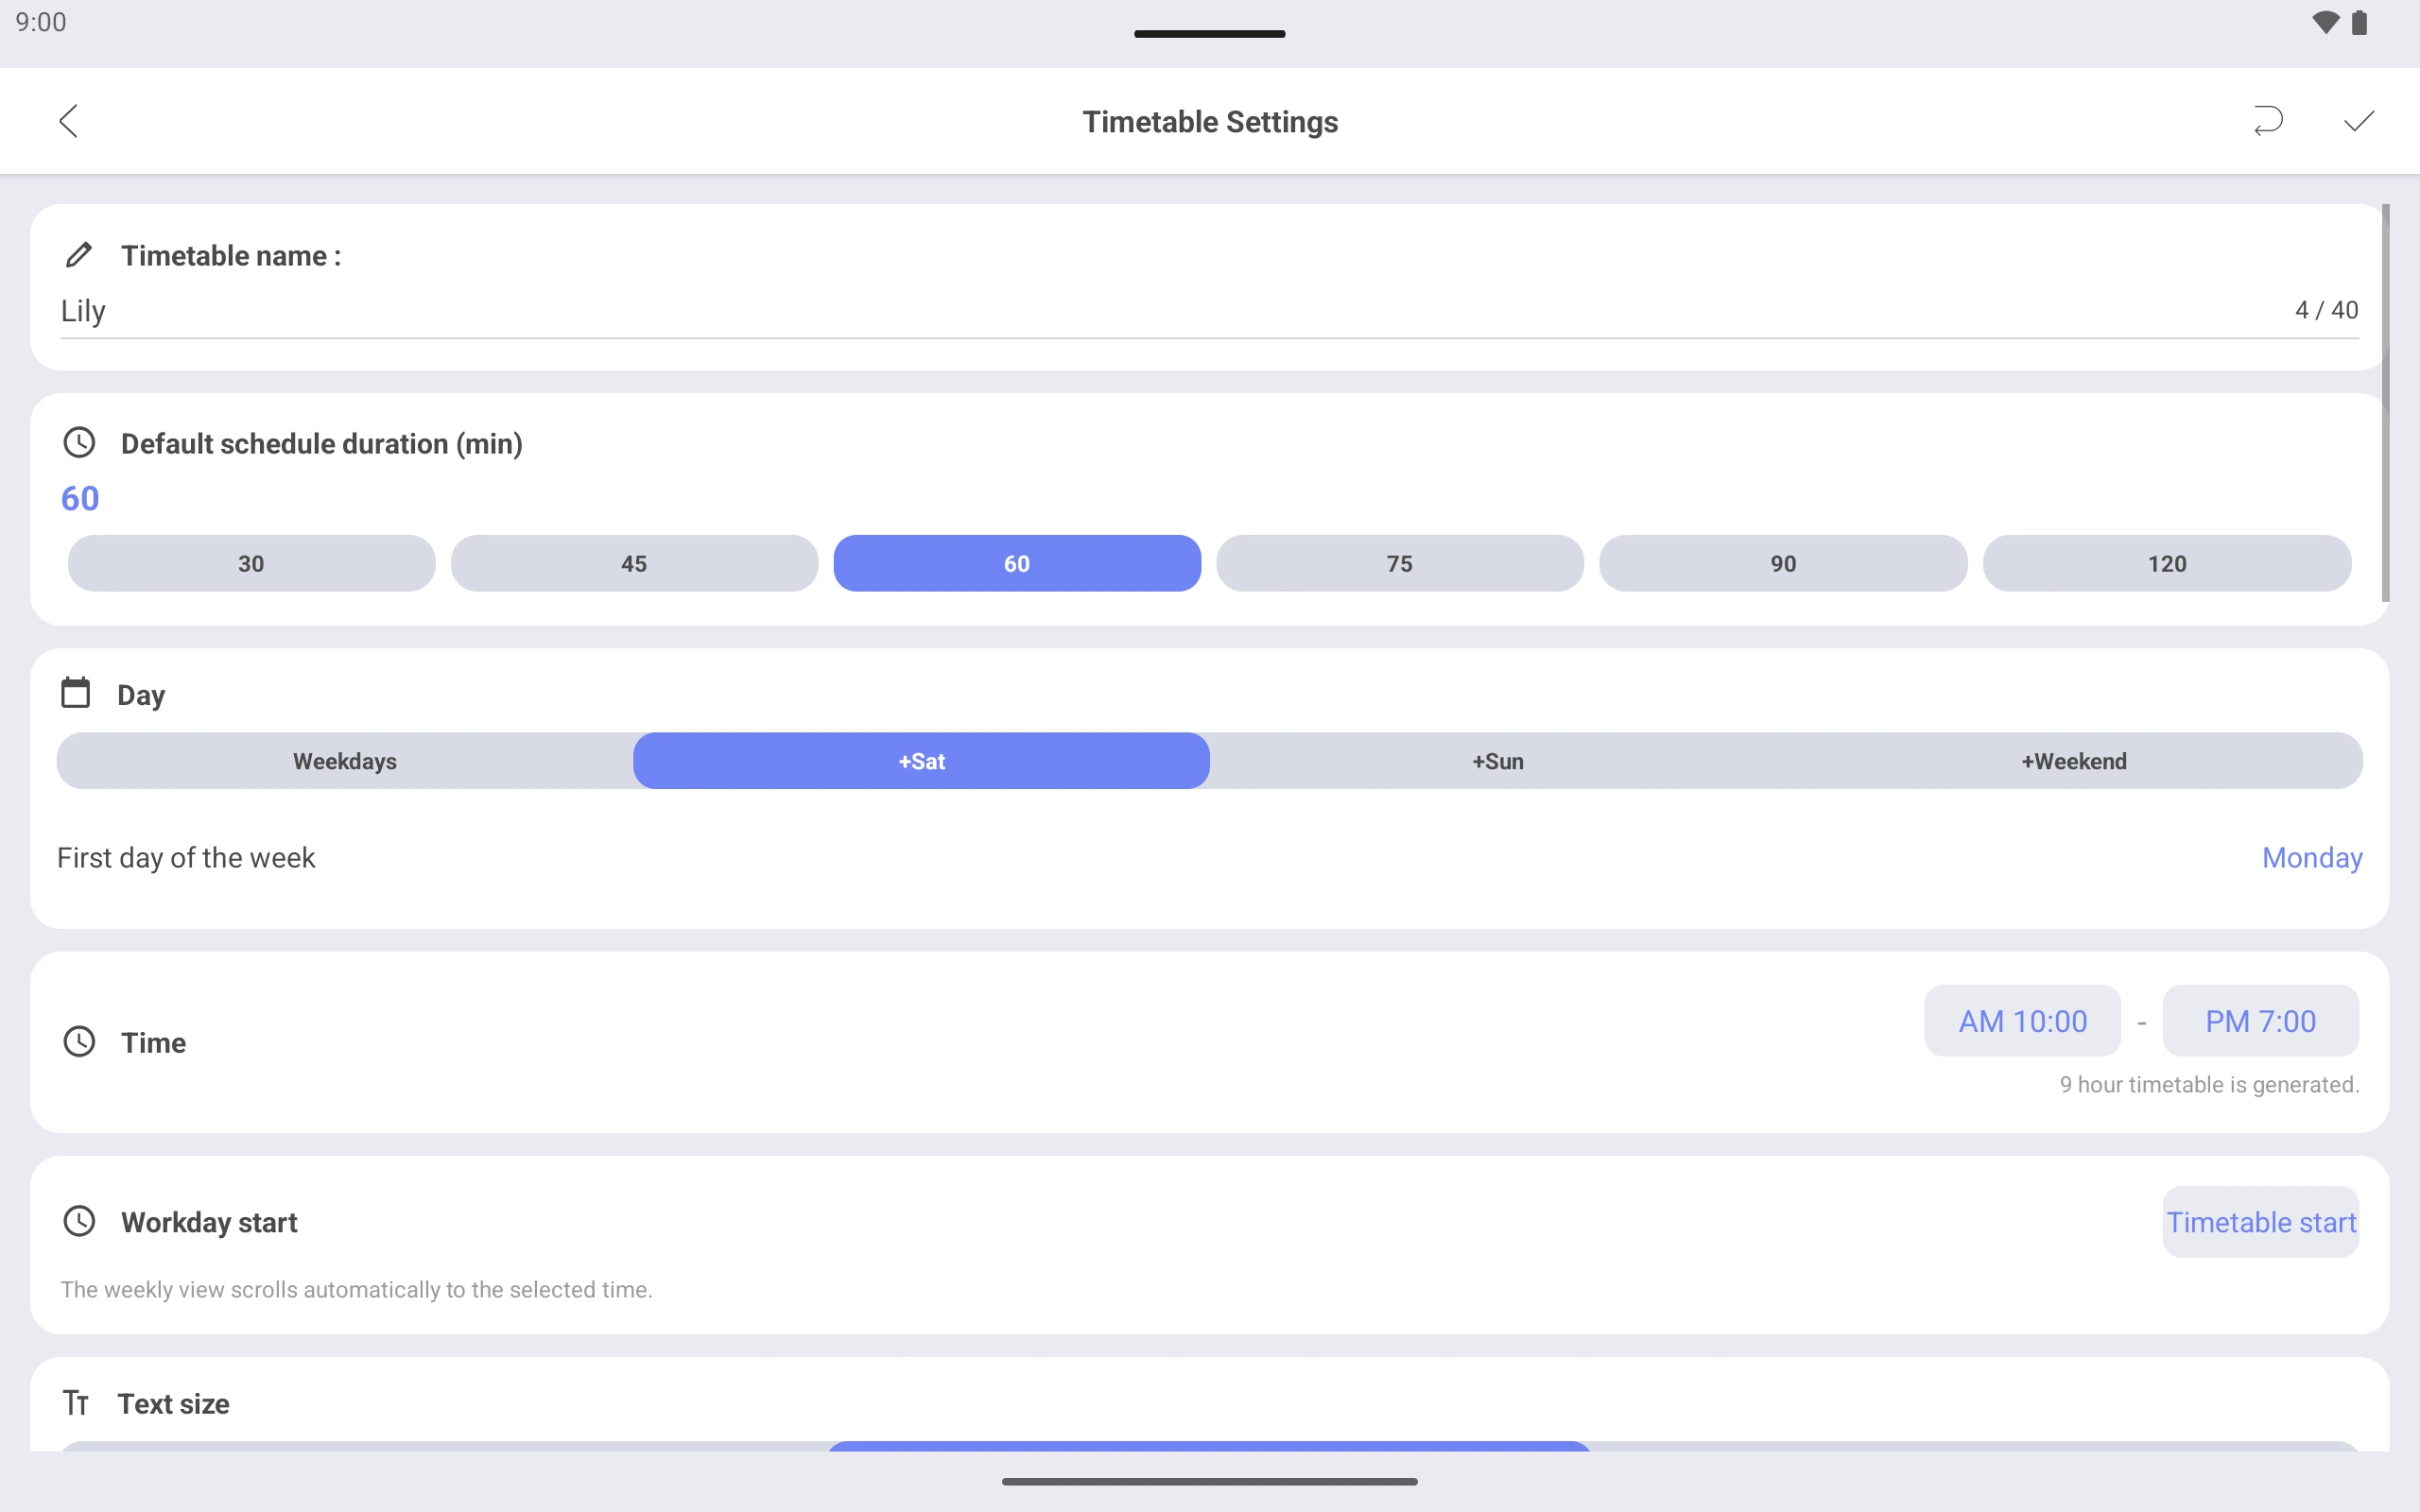 9:00
Timetable Settings
Timetable name :
Lily
4 / 40
Default schedule duration (min)
60
30
45
60
75
90
120
Day
Weekdays
+Sat
+Sun
+Weekend
First day of the week
Monday
Time
AM 10:00
-
PM 7:00
9 hour timetable is generated.
Workday start
Timetable start
The weekly view scrolls automatically to the selected time.
Text size